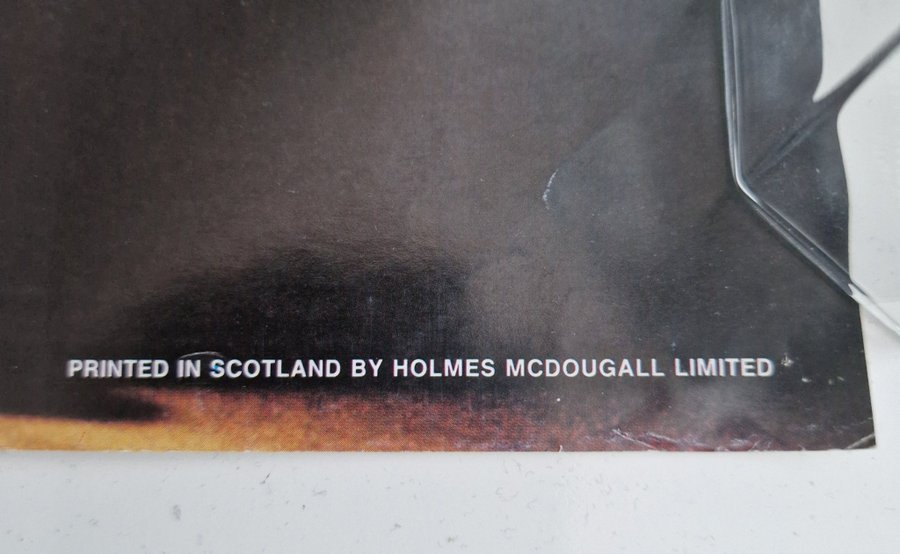 PRINTED IN SCOTLAND BY HOLMES MCDOUGALL LIMITED